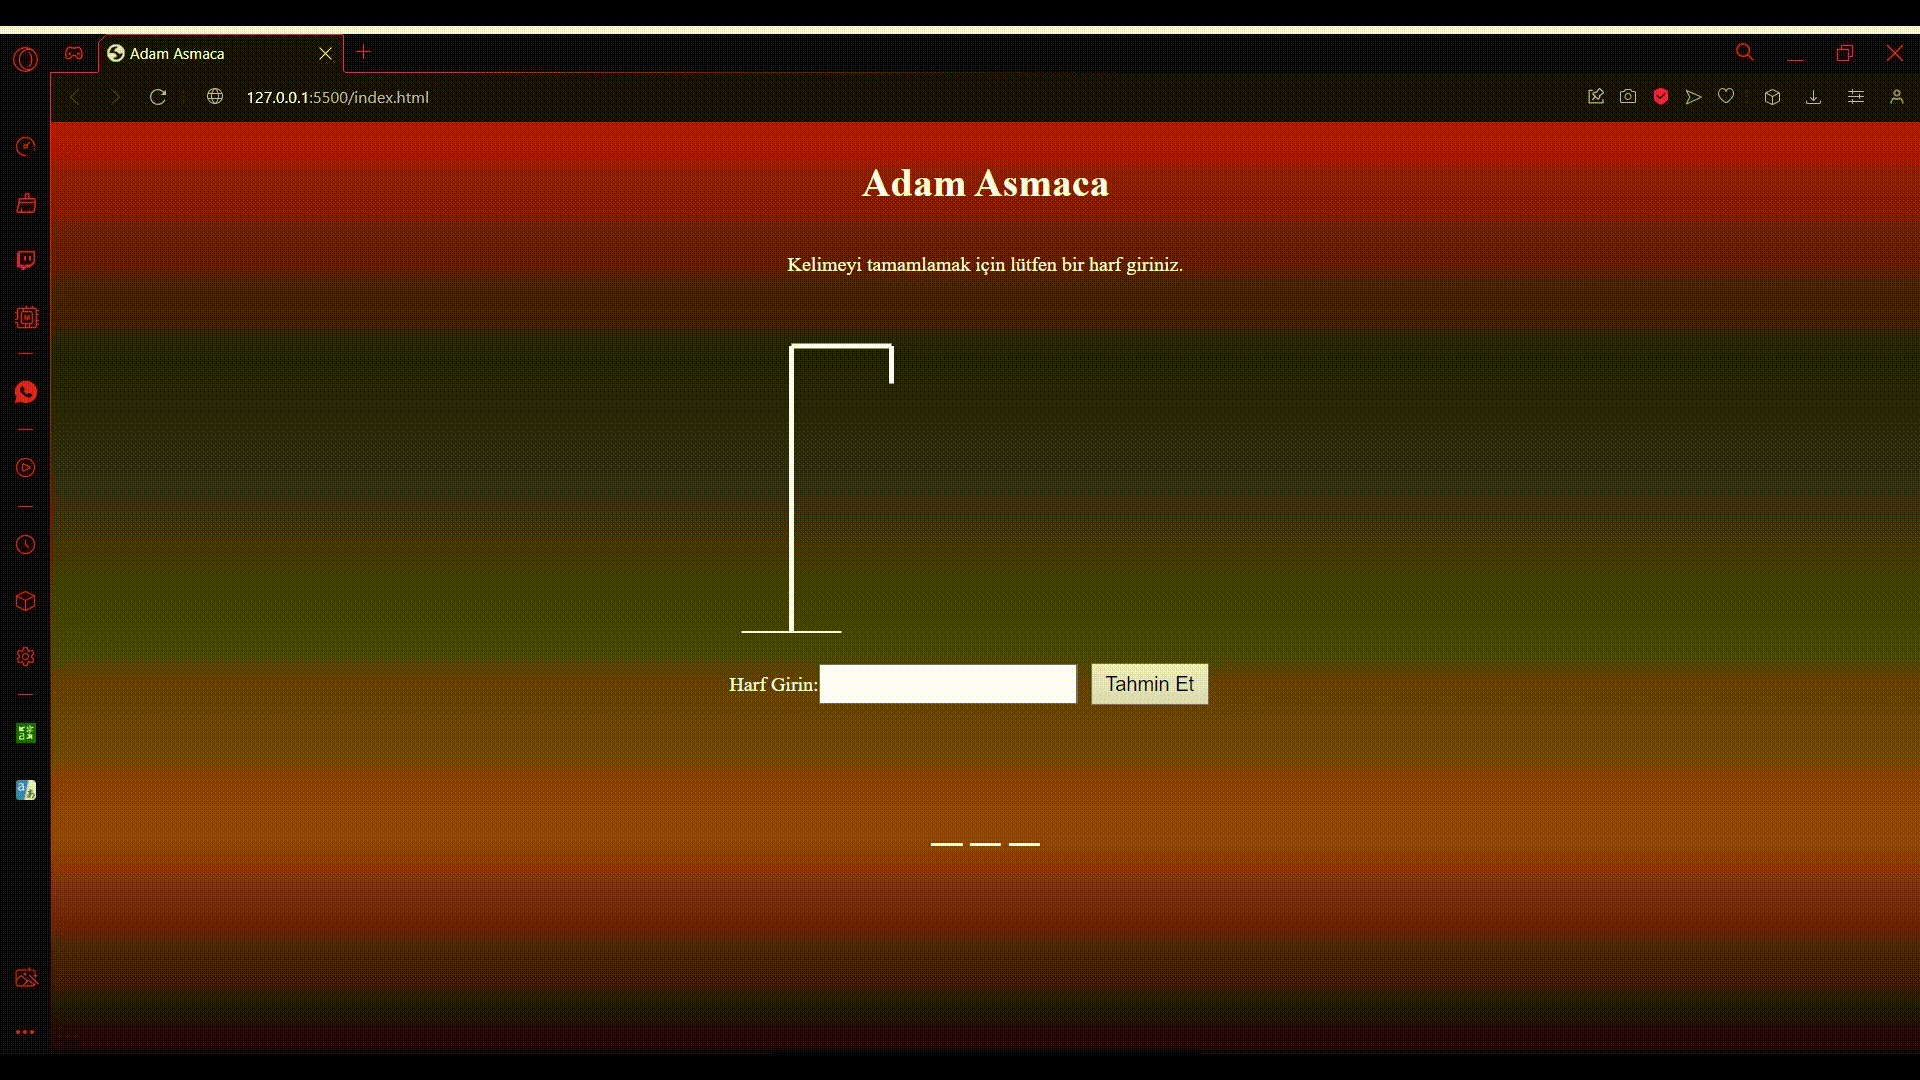 Adam Asmaca
127.0.0.1:5500/index.html
Adam Asmaca
Kelimeyi tamamlamak için lütfen bir harf giriniz.
Harf Girin:
Tahmin Et